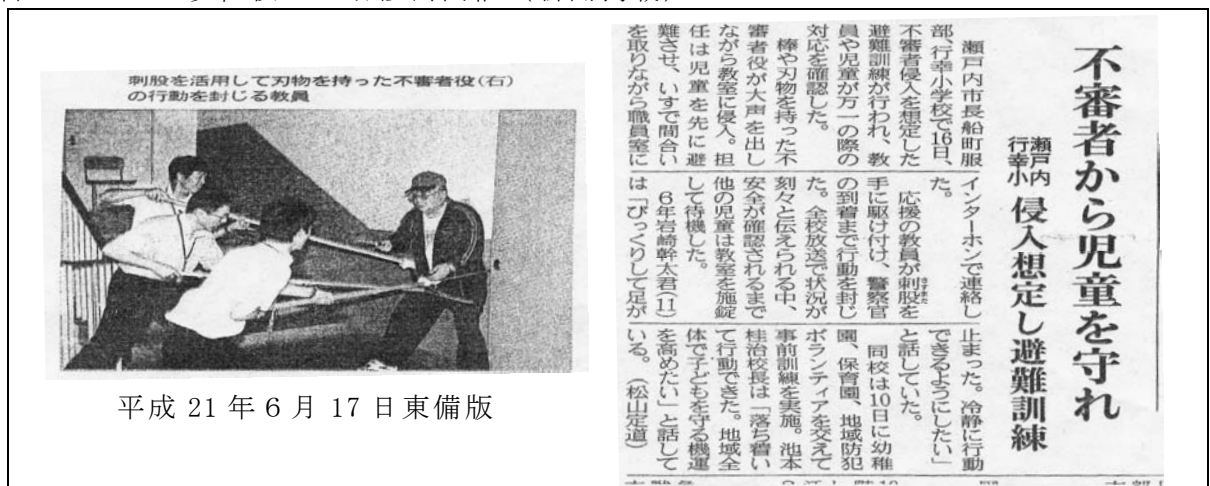 刺股を活用して刃物を持った不審者役(右)
の行動を封じる教員
平成 21 年 6 月 17 日東備版
不審者から児童を守れ
瀬戸内
行幸小
侵入想定し避難訓練
瀬戸内市長船町服
部、行幸小学校で16日、
不審者侵入を想定した
避難訓練が行われ、教
員や児童が万一の際の
対応を確認した。
棒や刃物を持った不
審者役が大声を出し
ながら教室に侵入。担
任は児童を先に避
難させ、いすで間合い
を取りながら職員室に
インターホンで連絡し
た。
応援の教員が刺股を
手に駆け付け、警察官
の到着まで行動を封じ
た。全校放送で状況が
刻々と伝えられる中、
安全が確認されるまで
他の児童は教室を施錠
して待機した。
6年岩崎幹太君(11)
は「びっくりして足が
止まった。冷静に行動
できるようにしたい」
と話していた。
同校は10日に幼稚
園、保育園、地域防犯
ボランティアを交えて
事前訓練を実施。池本
桂治校長は「落ち着い
て行動できた。地域全
体で子どもを守る機運
を高めたい」と話して
いる。(松山定道)